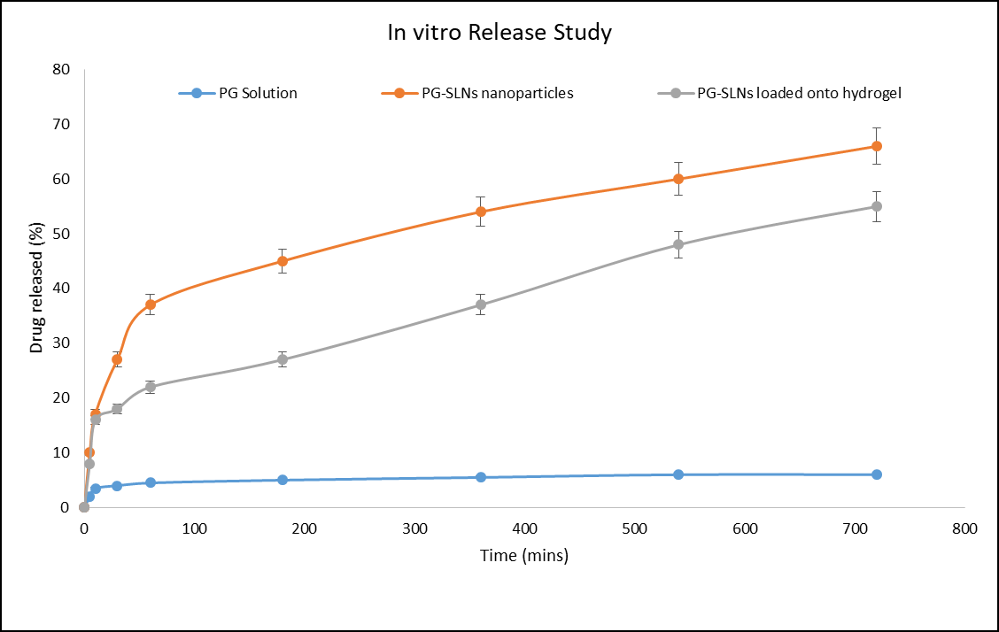 In vitro Release Study
80
PG Solution PG-SLNs nanoparticles PG-SLNs loaded onto hydrogel
70
60
50
40
30
20
10
0
Drug released (%)
0 100 200 300 400 500 600 700 800
Time (mins)